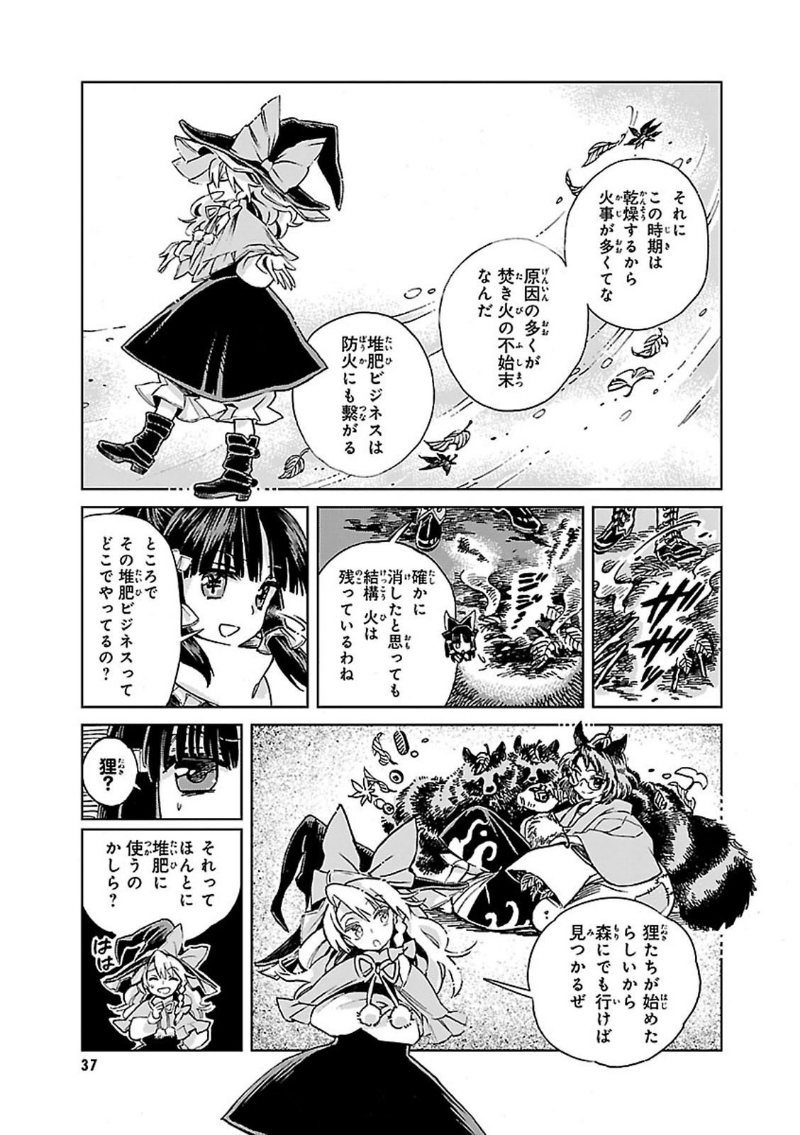 それに
この時期は
乾燥するから
火事が多くてな
原因の多くが
焚き火の不始末
なんだ
堆肥ビジネスは
防火にも繋がる
ザッザッ
確かに
消したと思っても
結構 火は
残っているわね
ところで
その堆肥ビジネスって
どこでやってるの?
狸たちが始めた
らしいから
森にでも行けば
見つかるぜ
狸?
それって
ほんとに
堆肥に
使うの
かしら?
はは
37